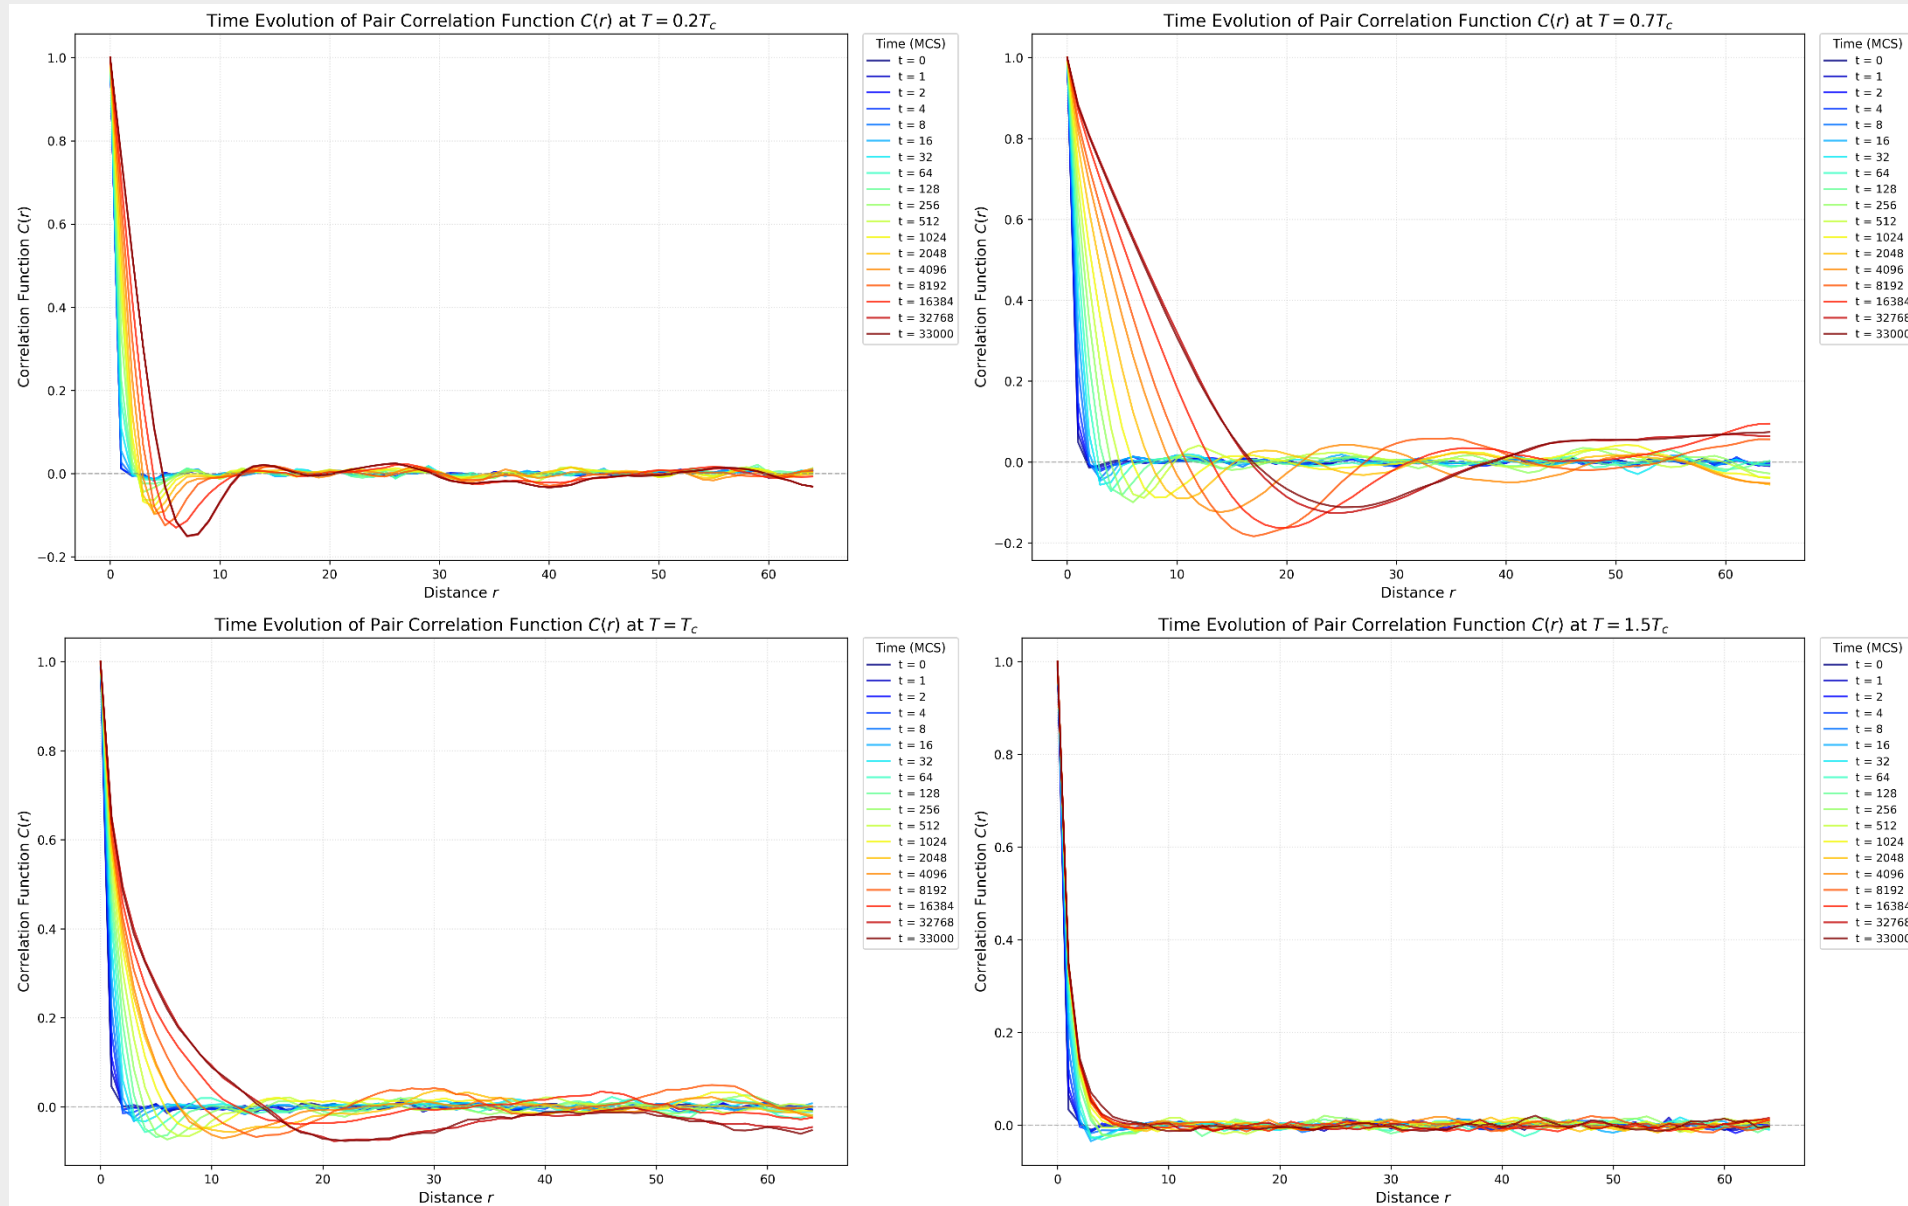 Time Evolution of Pair Correlation Function C(r) at T = 0.2T_c
Correlation Function C(r)
1.0
0.8
0.6
0.4
0.2
0.0
−0.2
0
10
20
30
40
50
60
Distance r
Time (MCS)
t = 0
t = 1
t = 2
t = 4
t = 8
t = 16
t = 32
t = 64
t = 128
t = 256
t = 512
t = 1024
t = 2048
t = 4096
t = 8192
t = 16384
t = 32768
t = 33000
Time Evolution of Pair Correlation Function C(r) at T = 0.7T_c
Correlation Function C(r)
1.0
0.8
0.6
0.4
0.2
0.0
−0.2
0
10
20
30
40
50
60
Distance r
Time (MCS)
t = 0
t = 1
t = 2
t = 4
t = 8
t = 16
t = 32
t = 64
t = 128
t = 256
t = 512
t = 1024
t = 2048
t = 4096
t = 8192
t = 16384
t = 32768
t = 33000
Time Evolution of Pair Correlation Function C(r) at T = T_c
Correlation Function C(r)
1.0
0.8
0.6
0.4
0.2
0.0
0
10
20
30
40
50
60
Distance r
Time (MCS)
t = 0
t = 1
t = 2
t = 4
t = 8
t = 16
t = 32
t = 64
t = 128
t = 256
t = 512
t = 1024
t = 2048
t = 4096
t = 8192
t = 16384
t = 32768
t = 33000
Time Evolution of Pair Correlation Function C(r) at T = 1.5T_c
Correlation Function C(r)
1.0
0.8
0.6
0.4
0.2
0.0
0
10
20
30
40
50
60
Distance r
Time (MCS)
t = 0
t = 1
t = 2
t = 4
t = 8
t = 16
t = 32
t = 64
t = 128
t = 256
t = 512
t = 1024
t = 2048
t = 4096
t = 8192
t = 16384
t = 32768
t = 33000